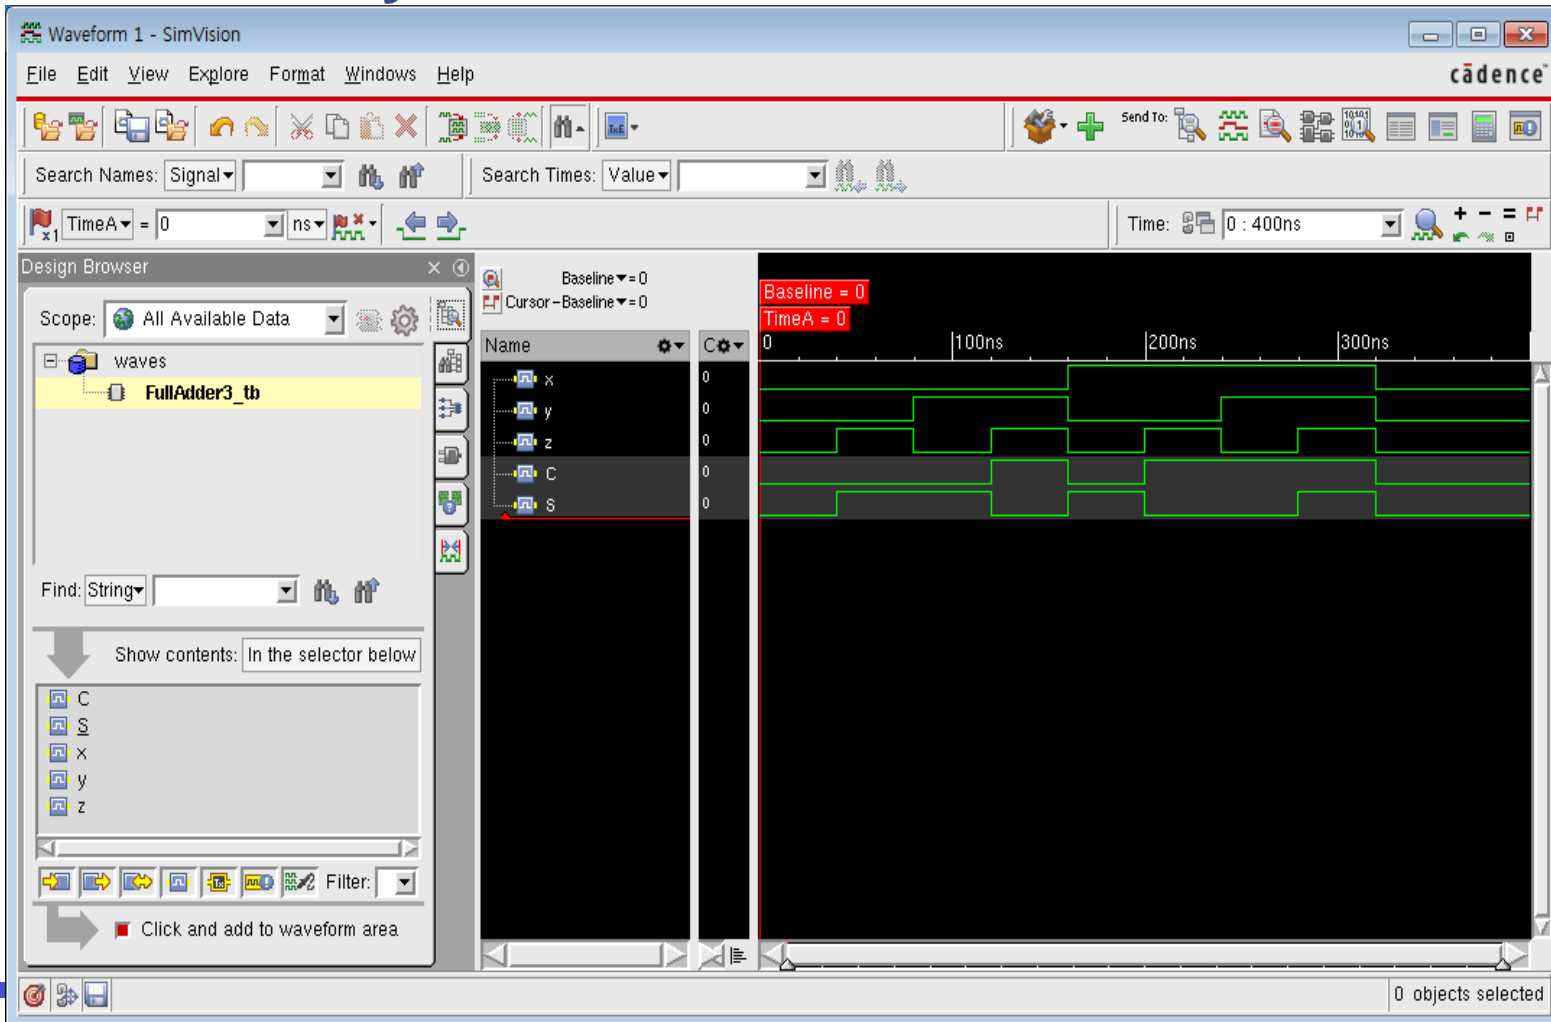 Waveform 1 - SimVision
File Edit View Explore Format Windows Help
cādence
Send To:
Search Names: Signal
Search Times: Value
TimeA = 0 ns
Time: 0 : 400ns
Design Browser
Baseline = 0
Cursor-Baseline = 0
Baseline = 0
TimeA = 0
Scope: All Available Data
Name C 0 100ns 200ns 300ns
waves
FullAdder3_tb
x 0
y 0
z 0
C 0
S 0
Find: String
Show contents: In the selector below
C
S
x
y
z
Filter:
Click and add to waveform area
0 objects selected